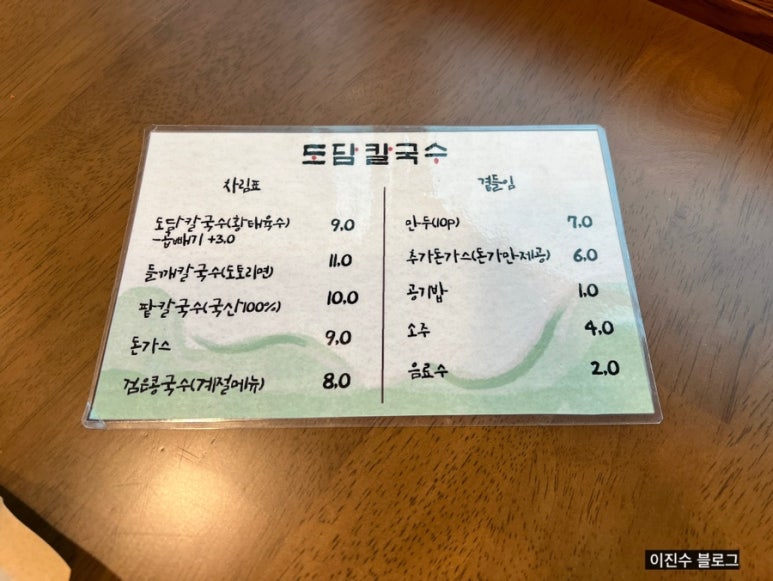 도담칼국수
차림표
도담칼국수(황태육수) 9.0
-곱빼기 +3.0
들깨칼국수(도토리면) 11.0
팥칼국수(국산100%) 10.0
돈가스 9.0
검은콩국수(계절메뉴) 8.0
곁들임
만두(10P) 7.0
추가돈가스(돈가만제공) 6.0
공기밥 1.0
소주 4.0
음료수 2.0
이진수 블로그